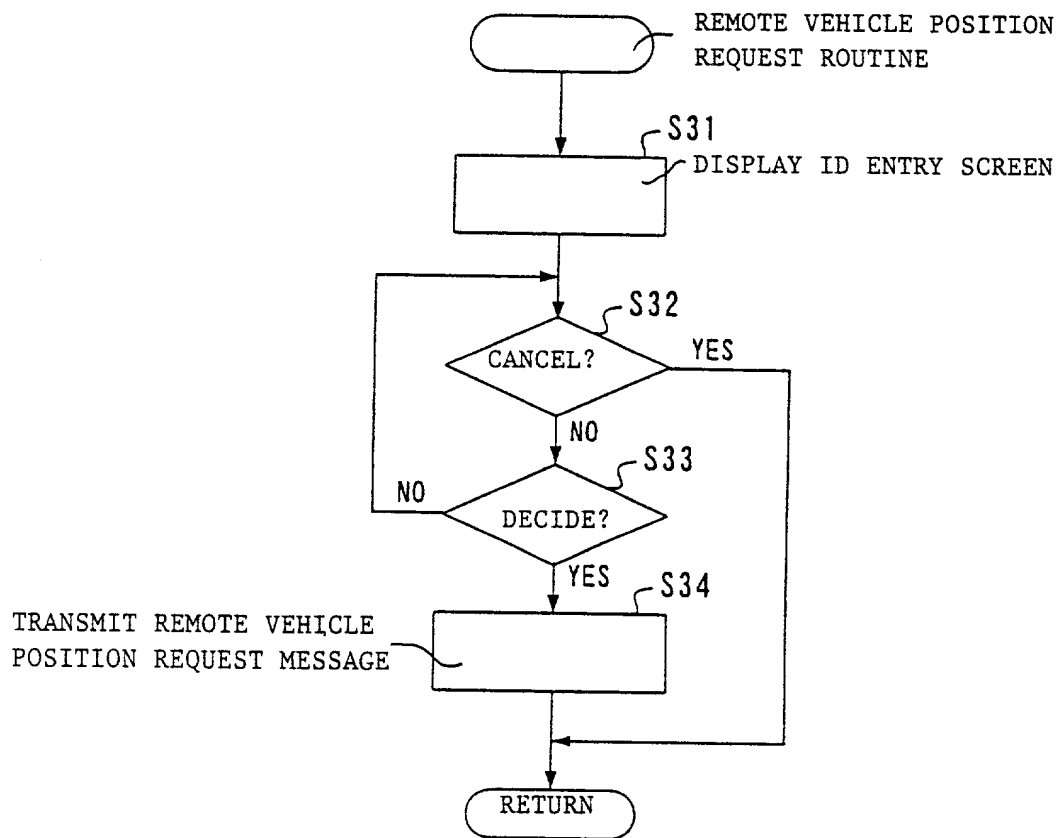 REMOTE VEHICLE POSITION
REQUEST ROUTINE
S31
DISPLAY ID ENTRY SCREEN
S32
CANCEL?
YES
NO
S33
NO
DECIDE?
YES
S34
TRANSMIT REMOTE VEHICLE
POSITION REQUEST MESSAGE
RETURN